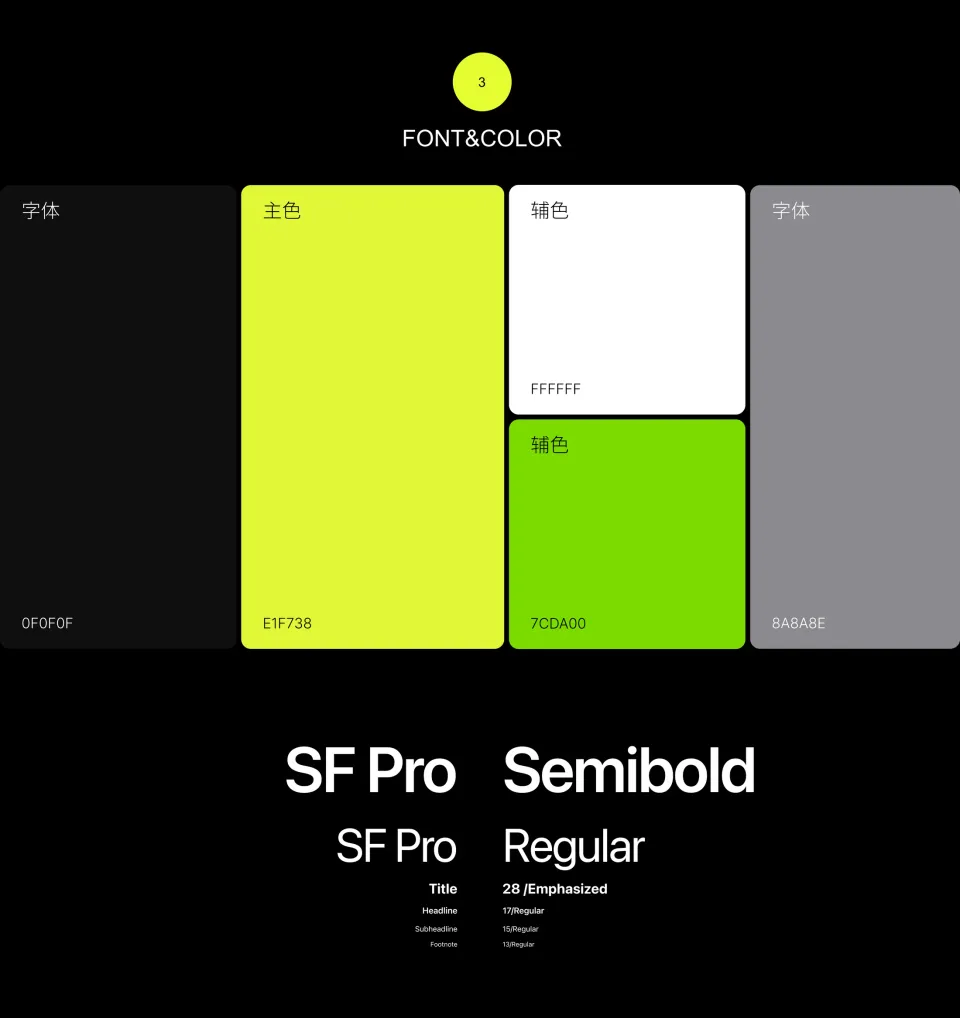 3
FONT&COLOR
字体
0F0F0F
主色
E1F738
辅色
FFFFFF
辅色
7CDA00
字体
8A8A8E
SF Pro Semibold
SF Pro Regular
Title 28 /Emphasized
Headline 17/Regular
Subheadline 15/Regular
Footnote 13/Regular